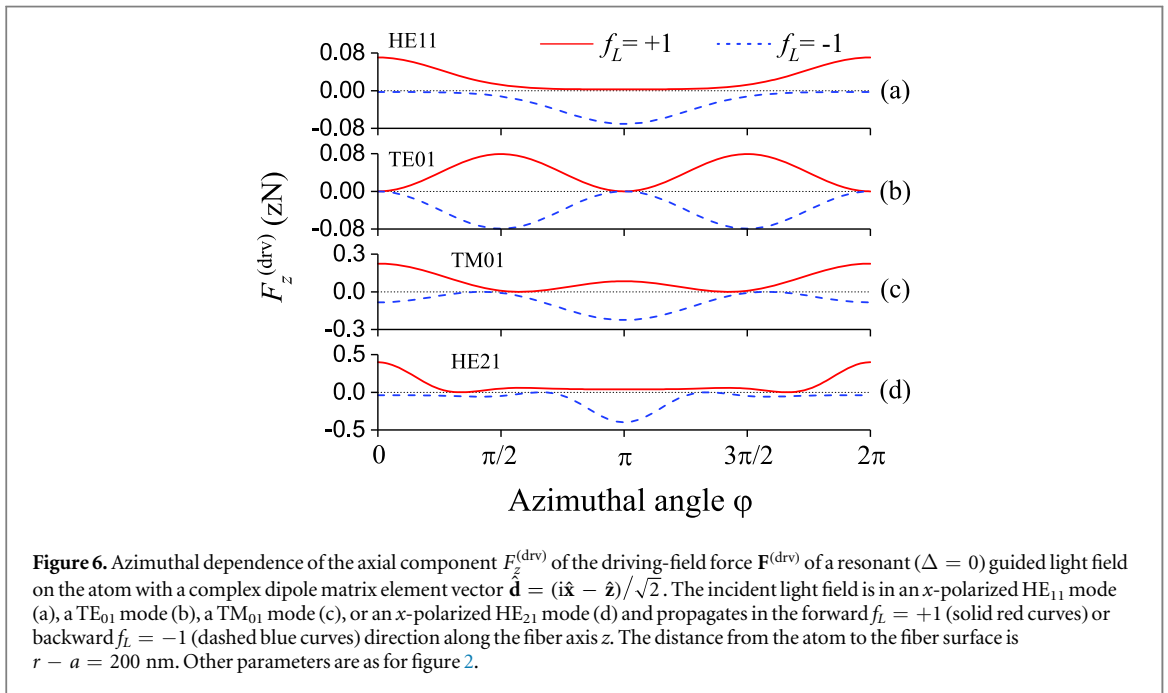 HE11 f_L= +1 f_L= -1
0.08
0.00 (a)
-0.08
0.08 TE01
0.00 (b)
-0.08
F_z^(drv) (zN)
0.3 TM01
0.0 (c)
-0.3
0.5 HE21
0.0 (d)
-0.5
0 π/2 π 3π/2 2π
Azimuthal angle φ
Figure 6. Azimuthal dependence of the axial component F_z^(drv) of the driving-field force F^(drv) of a resonant (Δ = 0) guided light field
on the atom with a complex dipole matrix element vector d̂ = (ix̂ − ẑ)/√2. The incident light field is in an x-polarized HE₁₁ mode
(a), a TE₀₁ mode (b), a TM₀₁ mode (c), or an x-polarized HE₂₁ mode (d) and propagates in the forward f_L = +1 (solid red curves) or
backward f_L = −1 (dashed blue curves) direction along the fiber axis z. The distance from the atom to the fiber surface is
r − a = 200 nm. Other parameters are as for figure 2.